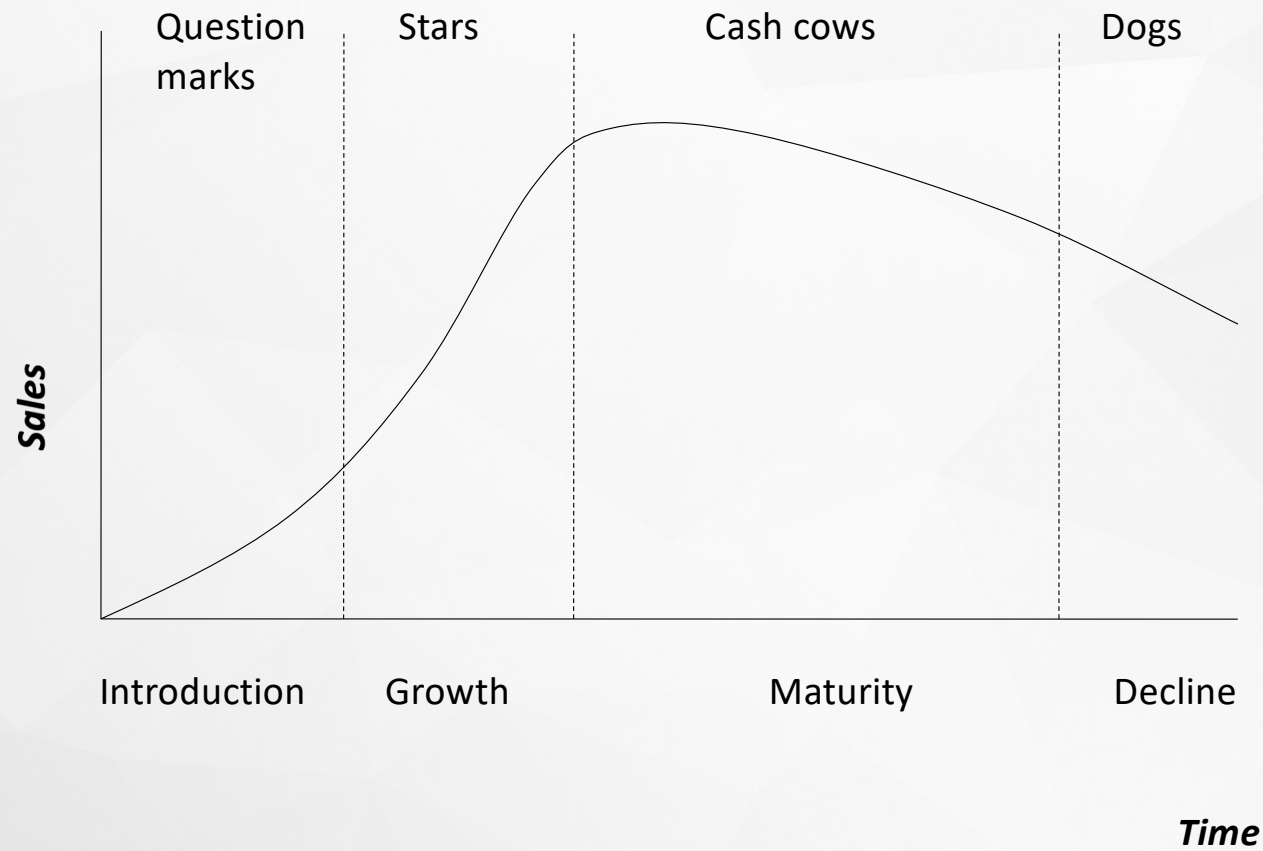 Question
marks
Stars
Cash cows
Dogs
Sales
Introduction
Growth
Maturity
Decline
Time